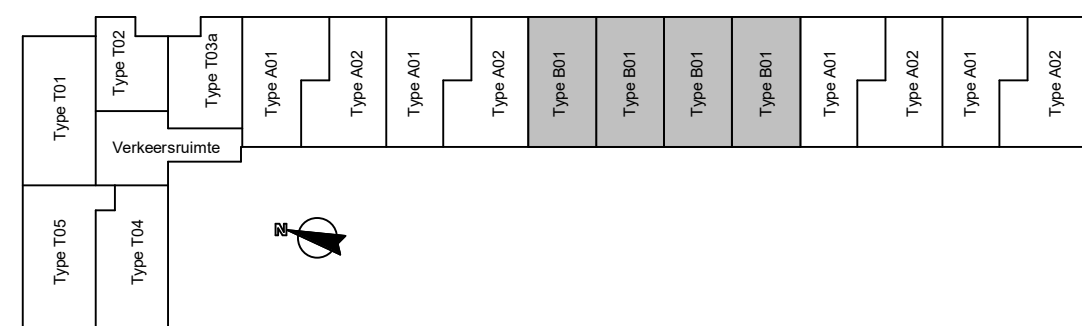 Type T01
Type T02
Type T03a
Type A01
Type A02
Type A01
Type A02
Type B01
Type B01
Type B01
Type B01
Type A01
Type A02
Type A01
Type A02
Verkeersruimte
Type T05
Type T04
N